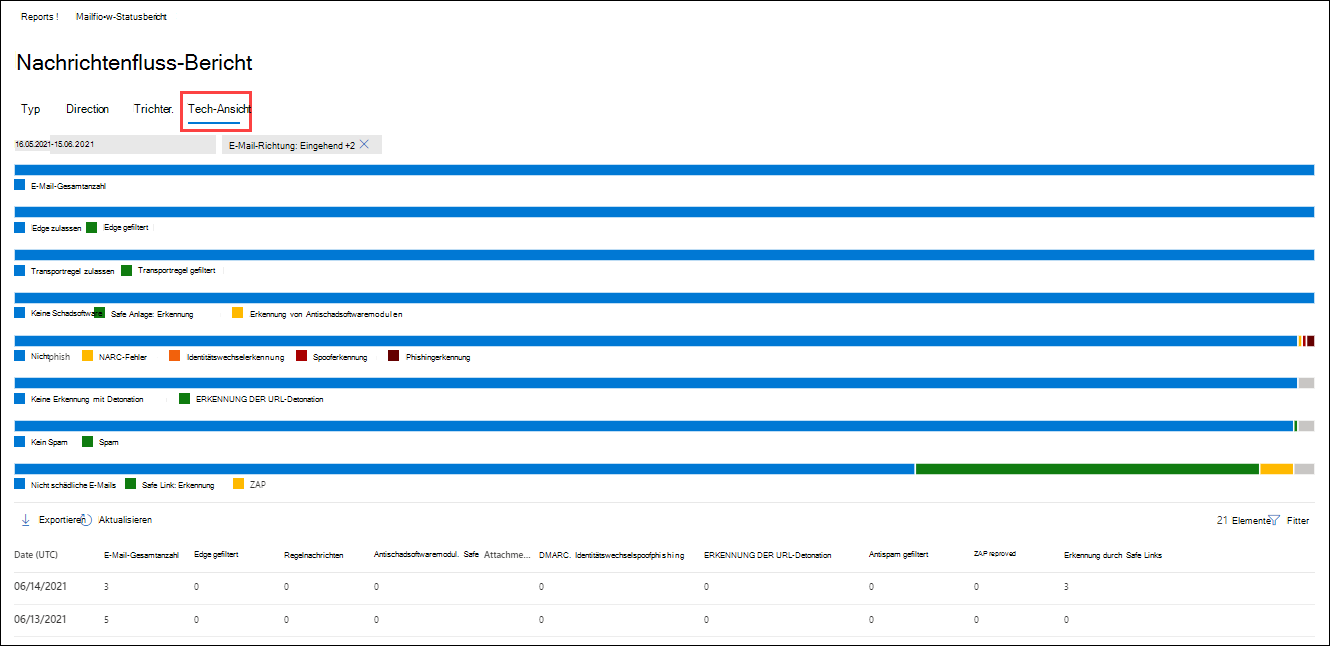 Reports ! Mailfio•w-Statusbericht
Nachrichtenfluss-Bericht
Typ Direction Trichter. Tech-Ansicht
16.05.2021-15.06.2021 E-Mail-Richtung: Eingehend +2
E-Mail-Gesamtanzahl
Edge zulassen Edge gefiltert
Transportregel zulassen Transportregel gefiltert
Keine Schadsoftware Safe Anlage: Erkennung Erkennung von Antischadsoftwaremodulen
Nichtphish NARC-Fehler Identitätswechselerkennung Spooferkennung Phishingerkennung
Keine Erkennung mit Detonation ERKENNUNG DER URL-Detonation
Kein Spam Spam
Nicht schädliche E-Mails Safe Link: Erkennung ZAP
Exportieren Aktualisieren 21 Elemente Fitter
Date (UTC) E-Mail-Gesamtanzahl Edge gefiltert Regelnachrichten Antischadsoftwaremodul. Safe Attachme... DMARC. Identitätswechselspoofphishing ERKENNUNG DER URL-Detonation Antispam gefiltert ZAP reproved Erkennung durch Safe Links
06/14/2021 3 0 0 0 0 0 0 0 3
06/13/2021 5 0 0 0 0 0 0 0 0